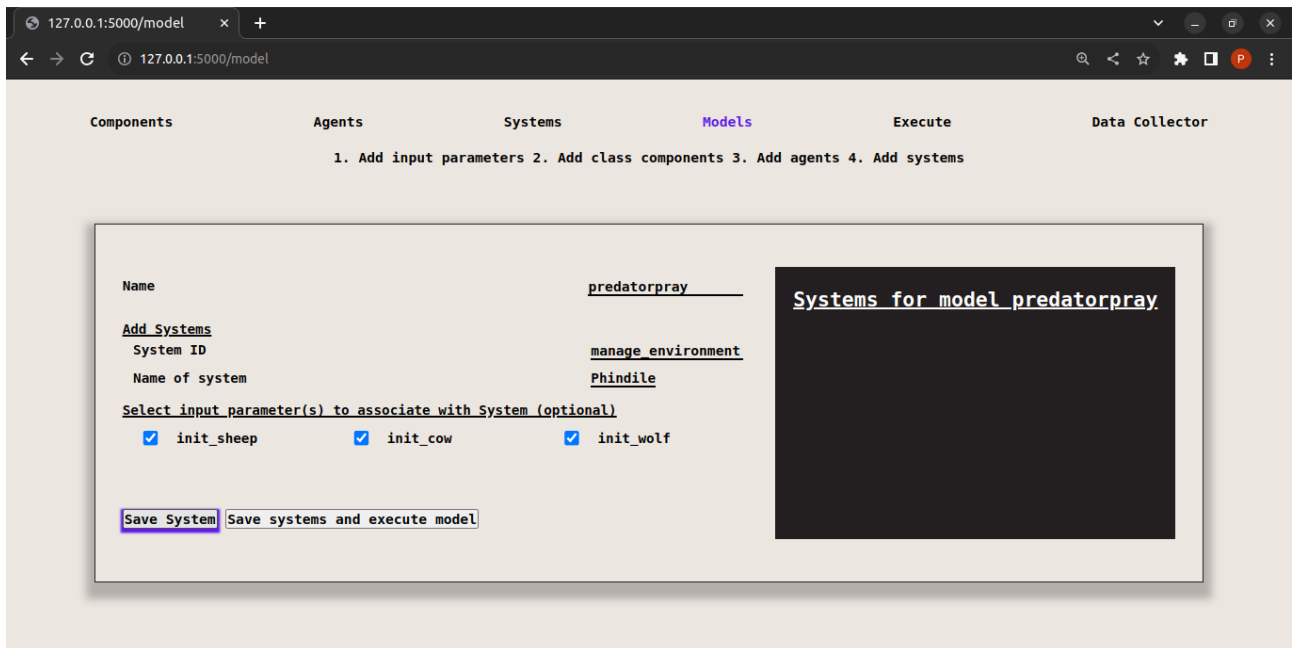 127.0.0.1:5000/model
127.0.0.1:5000/model
P
Components Agents Systems Models Execute Data Collector
1. Add input parameters 2. Add class components 3. Add agents 4. Add systems
Name predatorpray
Add Systems
System ID manage_environment
Name of system Phindile
Select input parameter(s) to associate with System (optional)
init_sheep init_cow init_wolf
Save System Save systems and execute model
Systems for model predatorpray